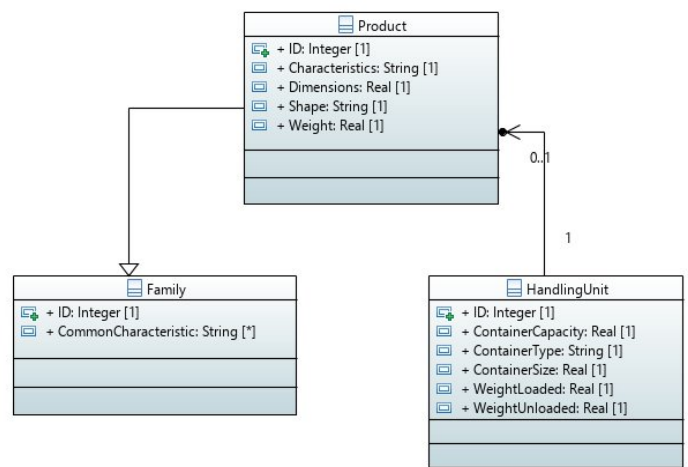 Product
+ ID: Integer [1]
+ Characteristics: String [1]
+ Dimensions: Real [1]
+ Shape: String [1]
+ Weight: Real [1]
0..1
1
Family
+ ID: Integer [1]
+ CommonCharacteristic: String [*]
HandlingUnit
+ ID: Integer [1]
+ ContainerCapacity: Real [1]
+ ContainerType: String [1]
+ ContainerSize: Real [1]
+ WeightLoaded: Real [1]
+ WeightUnloaded: Real [1]